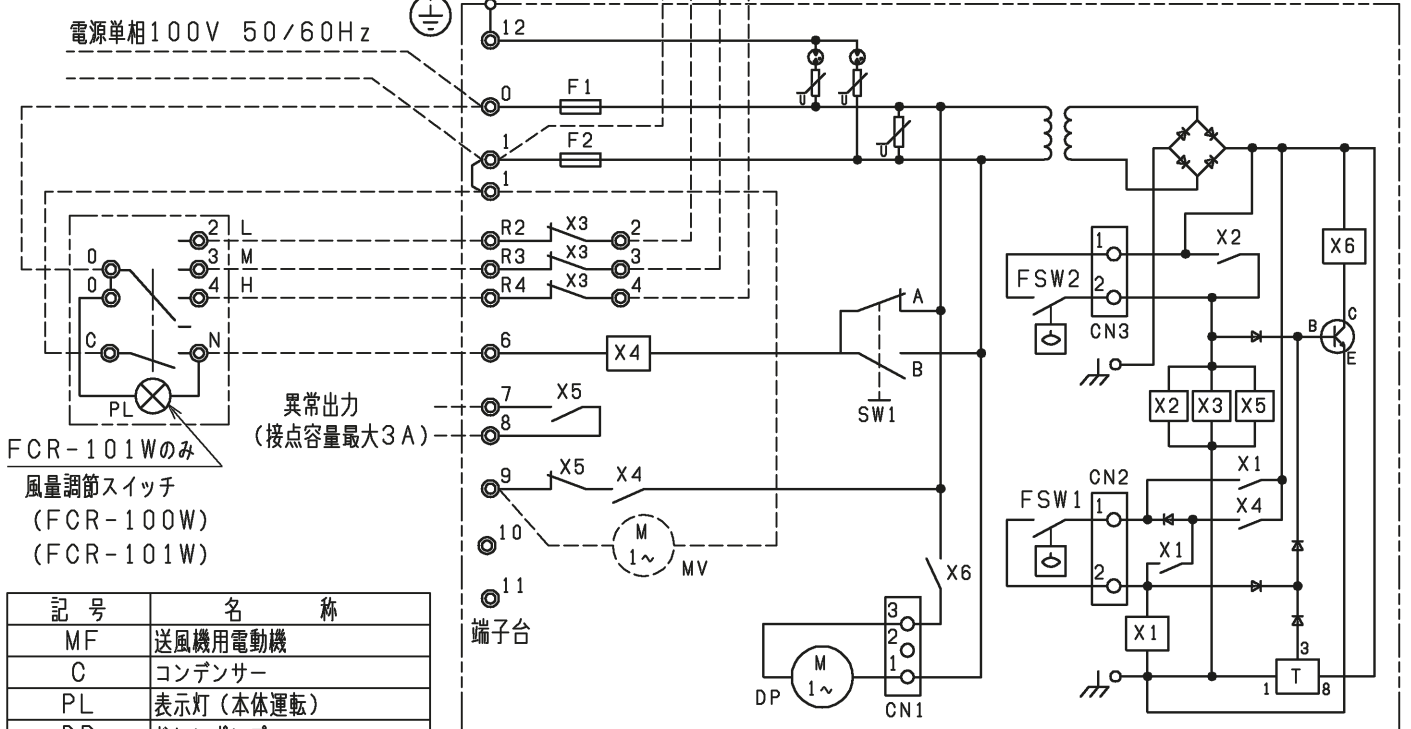 電源単相100V 50/60Hz
12
0
F1
1
F2
1
U
U
U
2 L
3 M
4 H
0
0
C
N
PL
R2 X3 2
R3 X3 3
R4 X3 4
6
X4
A
B
SW1
7
X5
8
異常出力
(接点容量最大3A)
9
X5
X4
10
11
端子台
M
1~
MV
FCR-101Wのみ
風量調節スイッチ
(FCR-100W)
(FCR-101W)
X6
3
2
1
CN1
M
1~
DP
FSW2
1
2
CN3
X2
X6
B
C
E
X2
X3
X5
FSW1
CN2
1
2
X1
X4
X1
X1
3
1
T
8
記号 名称
MF 送風機用電動機
C コンデンサー
PL 表示灯(本体運転)